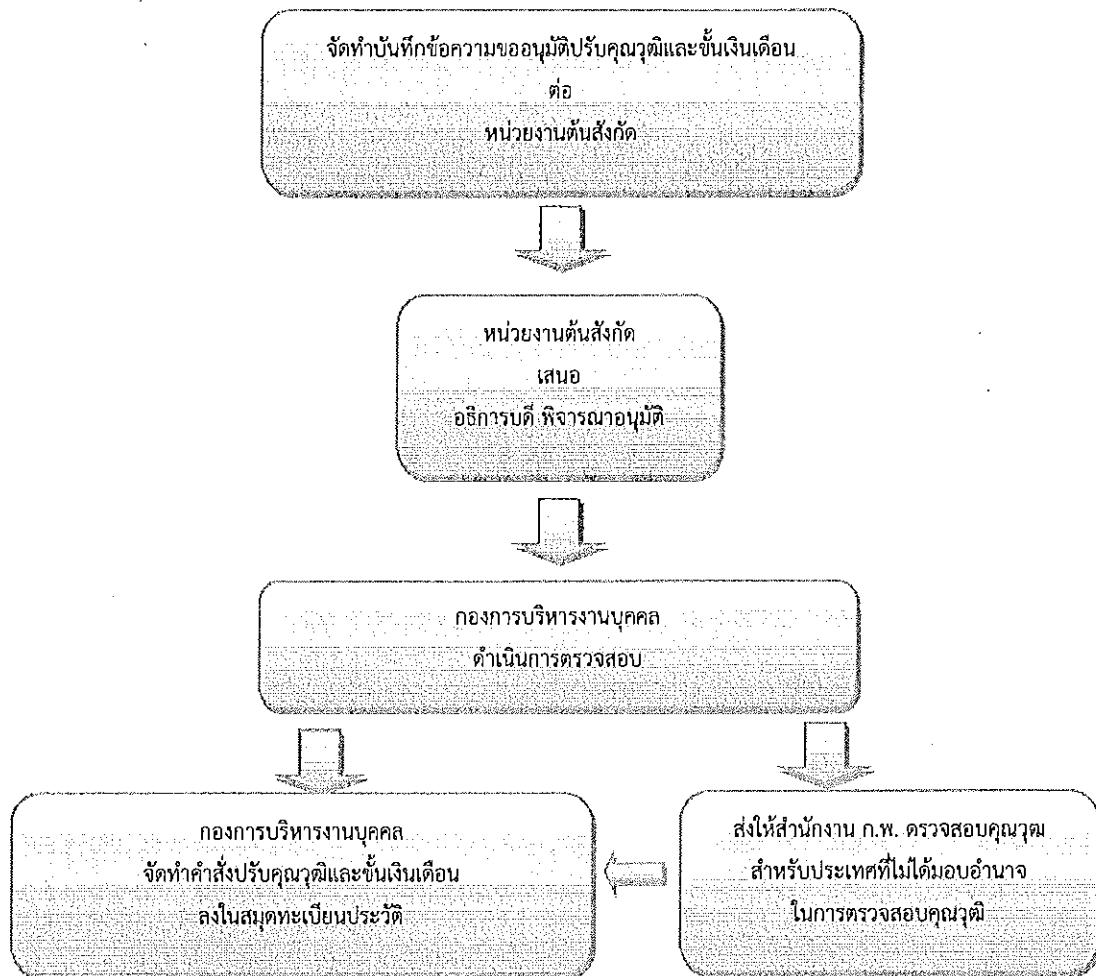 จัดทำบันทึกข้อความขออนุมัติปรับคุณวุฒิและขั้นเงินเดือน
ต่อ
หน่วยงานต้นสังกัด
หน่วยงานต้นสังกัด
เสนอ
อธิการบดี พิจารณาอนุมัติ
กองการบริหารงานบุคคล
ดำเนินการตรวจสอบ
กองการบริหารงานบุคคล
จัดทำคำสั่งปรับคุณวุฒิและขั้นเงินเดือน
ลงในสมุดทะเบียนประวัติ
ส่งให้สำนักงาน ก.พ. ตรวจสอบคุณวุฒ
สำหรับประเทศที่ไม่ได้มอบอำนาจ
ในการตรวจสอบคุณวุฒิ